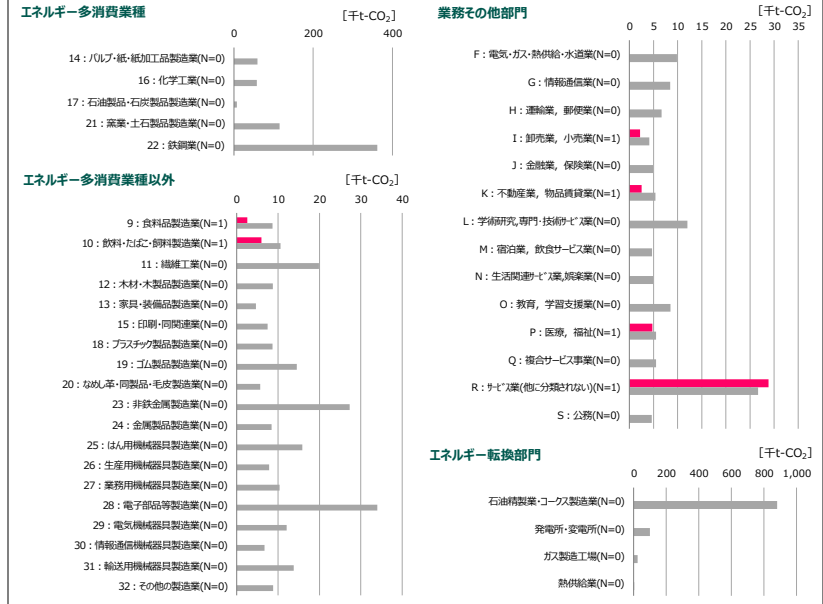 エネルギー多消費業種
[千t-CO₂]
0 200 400
14：パルプ・紙・紙加工品製造業(N=0)
16：化学工業(N=0)
17：石油製品・石炭製品製造業(N=0)
21：窯業・土石製品製造業(N=0)
22：鉄鋼業(N=0)
エネルギー多消費業種以外
[千t-CO₂]
0 10 20 30 40
9：食料品製造業(N=1)
10：飲料・たばこ・飼料製造業(N=1)
11：繊維工業(N=0)
12：木材・木製品製造業(N=0)
13：家具・装備品製造業(N=0)
15：印刷・同関連業(N=0)
18：プラスチック製品製造業(N=0)
19：ゴム製品製造業(N=0)
20：なめし革・同製品・毛皮製造業(N=0)
23：非鉄金属製造業(N=0)
24：金属製品製造業(N=0)
25：はん用機械器具製造業(N=0)
26：生産用機械器具製造業(N=0)
27：業務用機械器具製造業(N=0)
28：電子部品等製造業(N=0)
29：電気機械器具製造業(N=0)
30：情報通信機械器具製造業(N=0)
31：輸送用機械器具製造業(N=0)
32：その他の製造業(N=0)
業務その他部門
[千t-CO₂]
0 5 10 15 20 25 30 35
F：電気・ガス・熱供給・水道業(N=0)
G：情報通信業(N=0)
H：運輸業，郵便業(N=0)
I：卸売業，小売業(N=1)
J：金融業，保険業(N=0)
K：不動産業，物品賃貸業(N=1)
L：学術研究,専門・技術ｻｰﾋﾞｽ業(N=0)
M：宿泊業，飲食サービス業(N=0)
N：生活関連ｻｰﾋﾞｽ業,娯楽業(N=0)
O：教育，学習支援業(N=0)
P：医療，福祉(N=1)
Q：複合サービス事業(N=0)
R：ｻｰﾋﾞｽ業(他に分類されない)(N=1)
S：公務(N=0)
エネルギー転換部門
[千t-CO₂]
0 200 400 600 800 1,000
石油精製業・コークス製造業(N=0)
発電所・変電所(N=0)
ガス製造工場(N=0)
熱供給業(N=0)